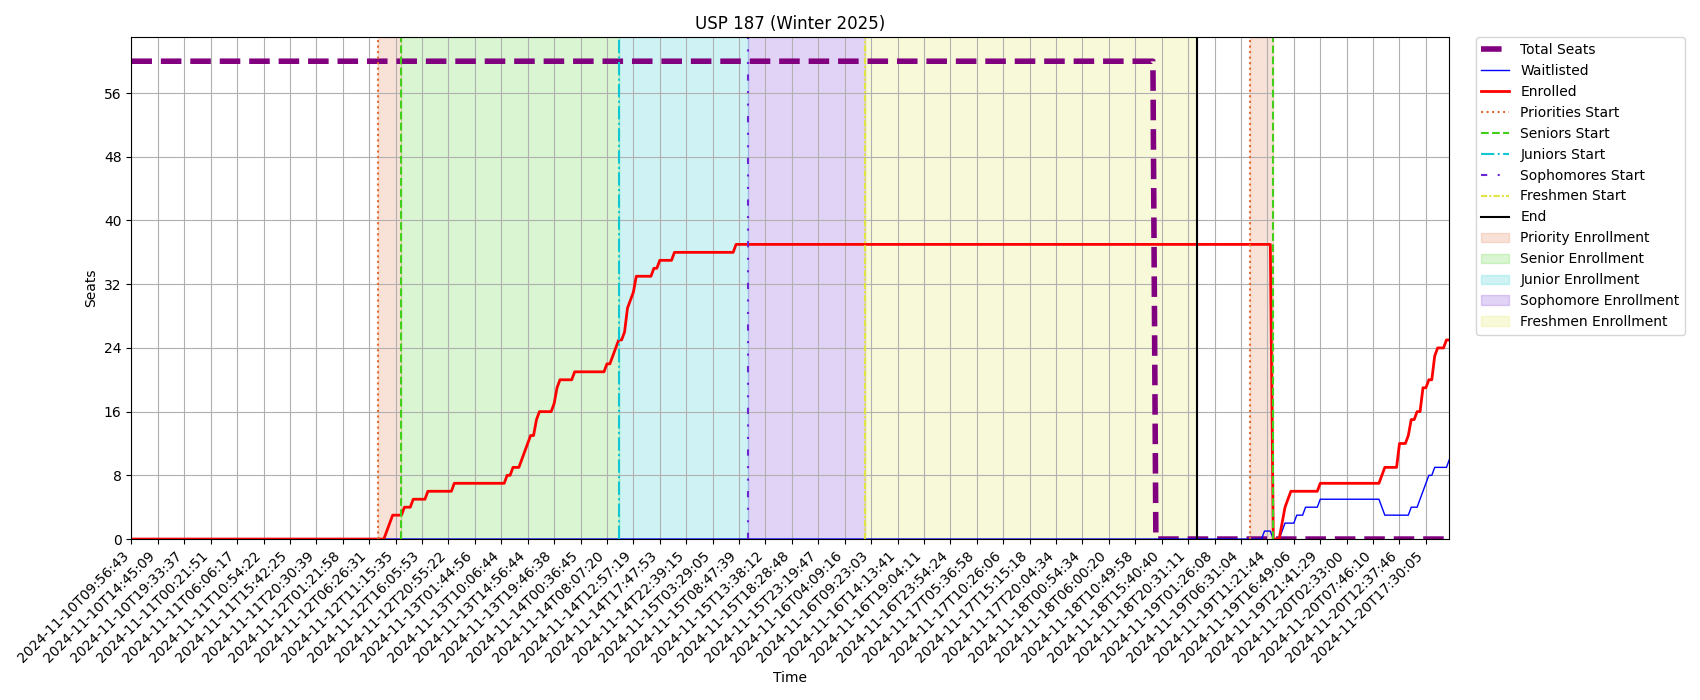 USP 187 (Winter 2025)
Total Seats
Waitlisted
Enrolled
Priorities Start
Seniors Start
Juniors Start
Sophomores Start
Freshmen Start
End
Priority Enrollment
Senior Enrollment
Junior Enrollment
Sophomore Enrollment
Freshmen Enrollment
Seats
56
48
40
32
24
16
8
0
2024-11-10T09:56:43
2024-11-10T14:45:09
2024-11-10T19:33:37
2024-11-11T00:21:51
2024-11-11T06:06:17
2024-11-11T10:54:22
2024-11-11T15:42:25
2024-11-11T20:30:39
2024-11-12T01:21:58
2024-11-12T06:26:31
2024-11-12T11:15:35
2024-11-12T16:05:53
2024-11-12T20:55:22
2024-11-13T01:44:56
2024-11-13T10:06:44
2024-11-13T14:56:44
2024-11-13T19:46:38
2024-11-14T00:36:45
2024-11-14T08:07:20
2024-11-14T12:57:19
2024-11-14T17:47:53
2024-11-14T22:39:15
2024-11-15T03:29:05
2024-11-15T08:47:39
2024-11-15T13:38:12
2024-11-15T18:28:48
2024-11-15T23:19:47
2024-11-16T04:09:16
2024-11-16T09:23:03
2024-11-16T14:13:41
2024-11-16T19:04:11
2024-11-16T23:54:24
2024-11-17T05:36:58
2024-11-17T10:26:06
2024-11-17T15:15:18
2024-11-17T20:04:34
2024-11-18T00:54:34
2024-11-18T06:00:20
2024-11-18T10:49:58
2024-11-18T15:40:40
2024-11-18T20:31:11
2024-11-19T01:26:08
2024-11-19T06:31:04
2024-11-19T11:21:44
2024-11-19T16:49:06
2024-11-19T21:41:29
2024-11-20T02:33:00
2024-11-20T07:46:10
2024-11-20T12:37:46
2024-11-20T17:30:05
Time